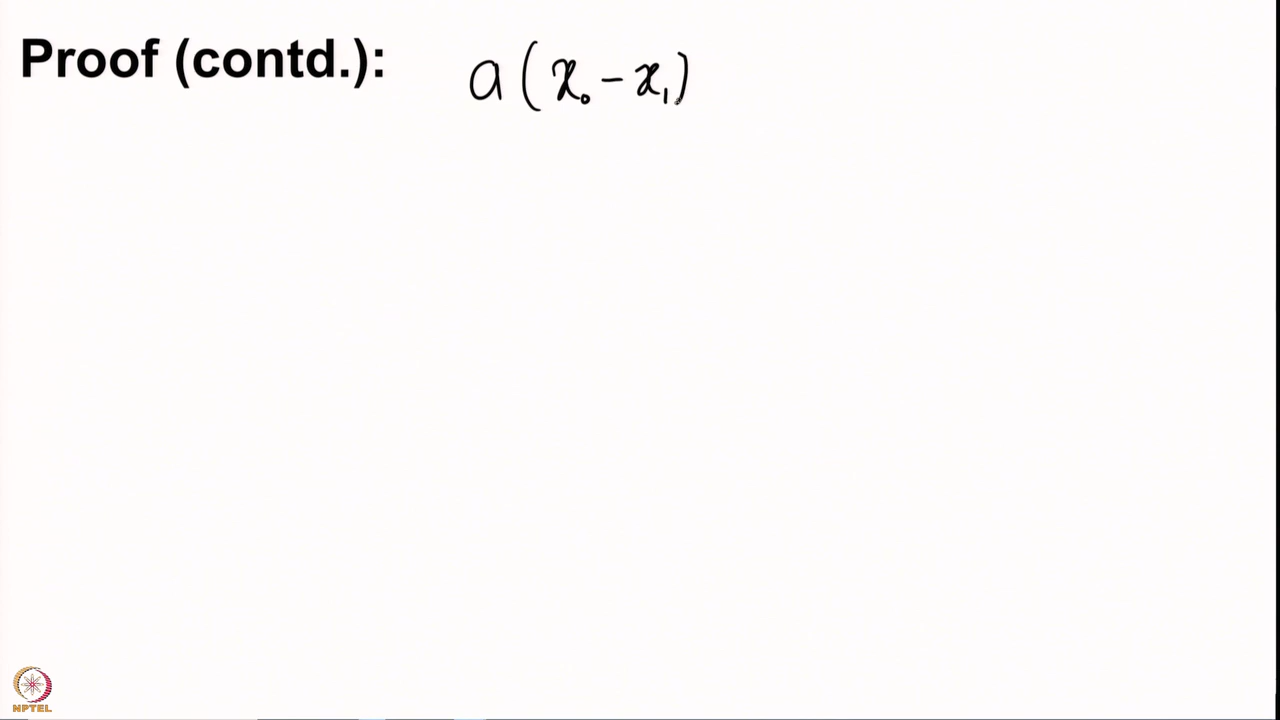 Proof (contd.): a(x₀ - x₁)
NPTEL